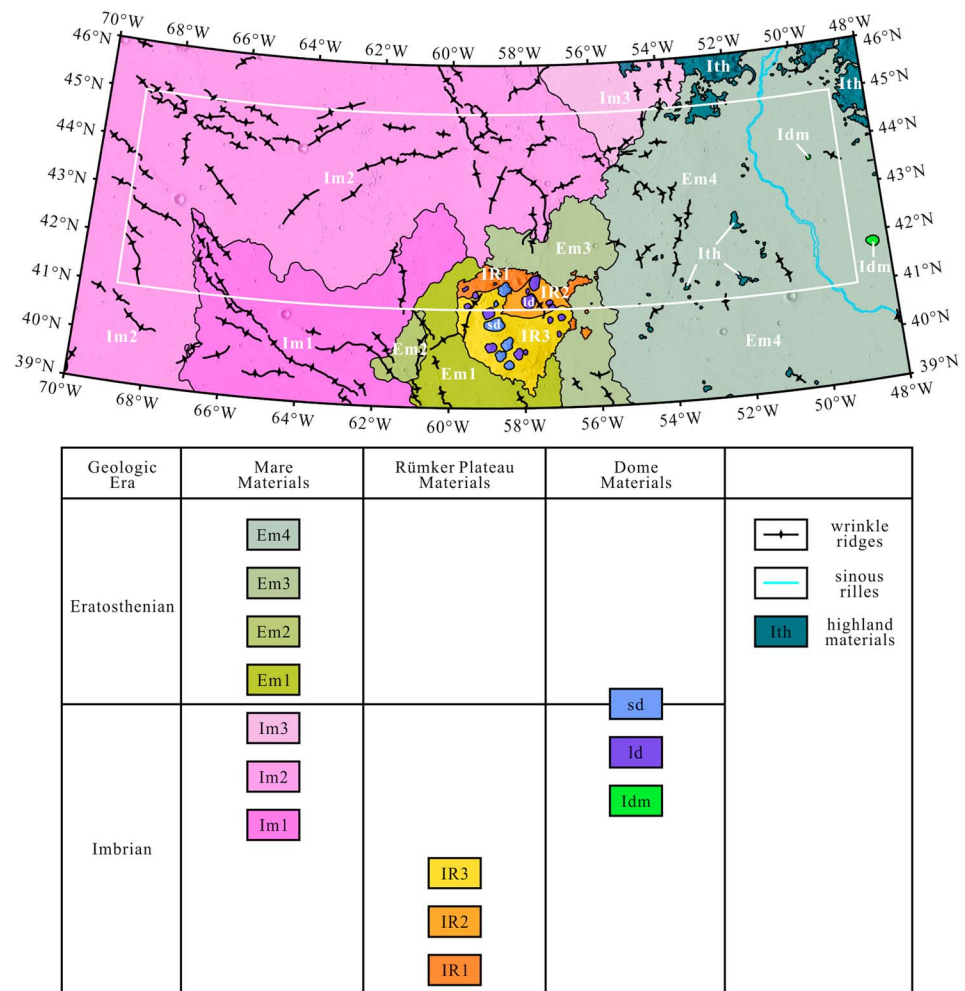 70°W
68°W
66°W
64°W
62°W
60°W
58°W
56°W
54°W
52°W
50°W
48°W
46°N
46°N
45°N
45°N
44°N
44°N
43°N
43°N
42°N
42°N
41°N
41°N
40°N
40°N
39°N
39°N
Ith
Ith
Im3
Idm
Im2
Em4
Em3
Ith
Idm
IR1
IR2
ld
sd
IR3
Im2
Im1
Em2
Em1
Em4
70°W
68°W
66°W
64°W
62°W
60°W
58°W
56°W
54°W
52°W
50°W
48°W
Geologic
Era
Mare
Materials
Rümker Plateau
Materials
Dome
Materials
Eratosthenian
Em4
Em3
Em2
Em1
wrinkle
ridges
sinous
rilles
Ith
highland
materials
Imbrian
Im3
Im2
Im1
IR3
IR2
IR1
sd
ld
Idm